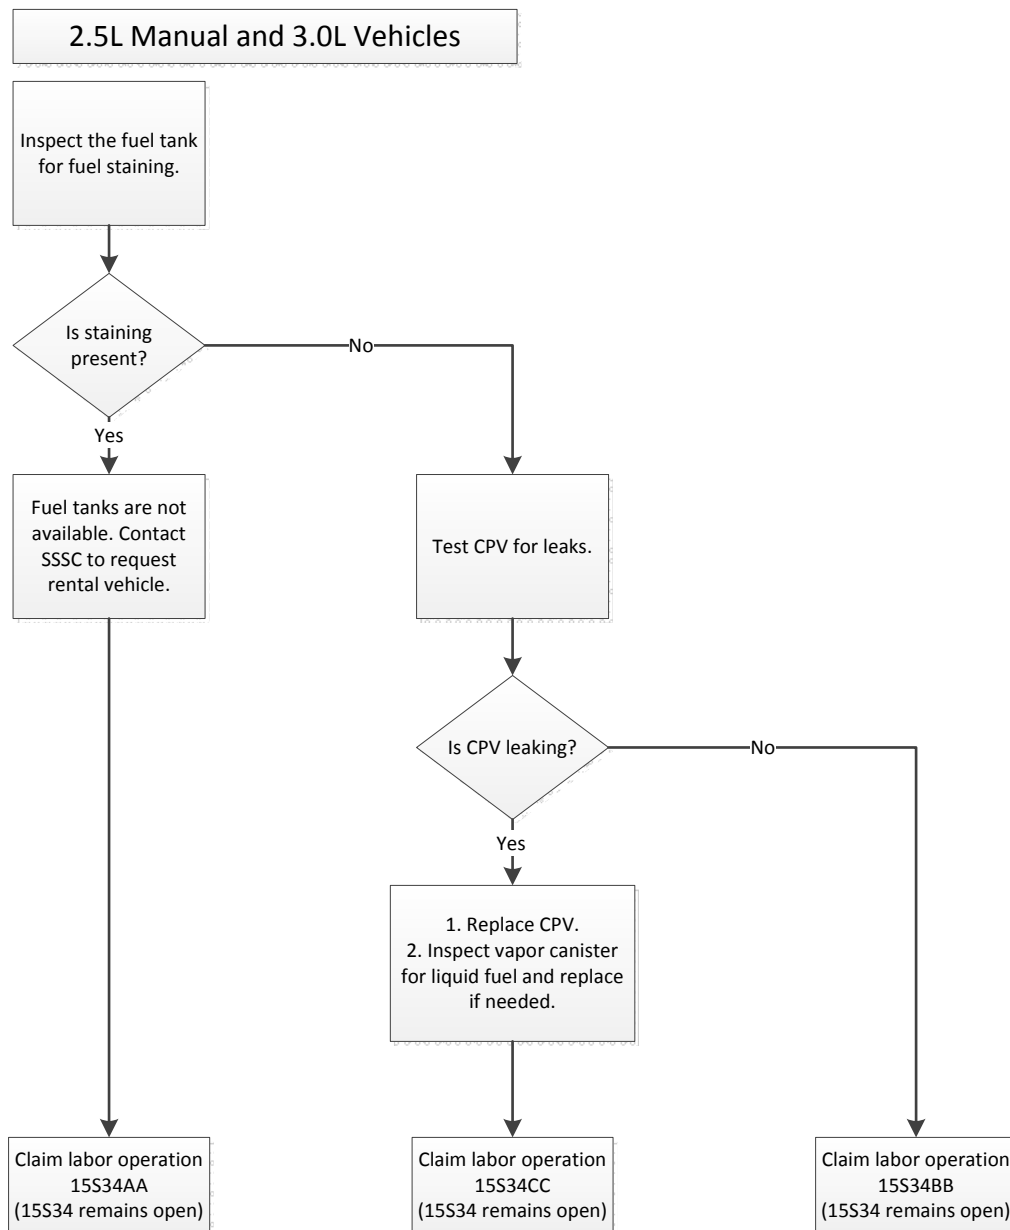 2.5L Manual and 3.0L Vehicles
Inspect the fuel tank
for fuel staining.
Is staining
present?
No
Yes
Fuel tanks are not
available. Contact
SSSC to request
rental vehicle.
Test CPV for leaks.
Is CPV leaking?
No
Yes
1. Replace CPV.
2. Inspect vapor canister
for liquid fuel and replace
if needed.
Claim labor operation
15S34AA
(15S34 remains open)
Claim labor operation
15S34CC
(15S34 remains open)
Claim labor operation
15S34BB
(15S34 remains open)